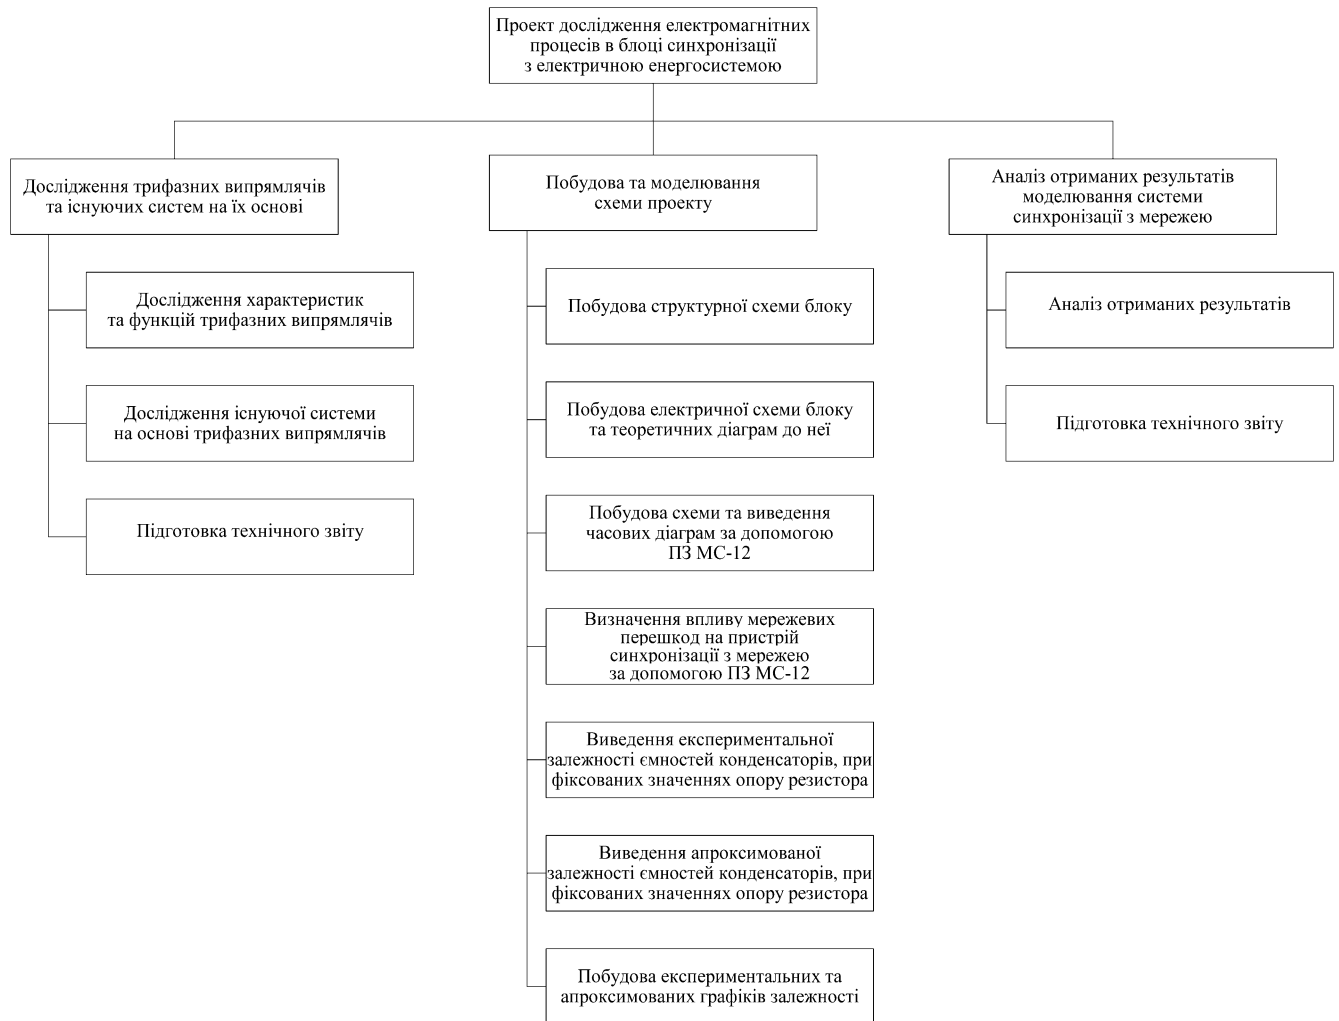 Проект дослідження електромагнітних
процесів в блоці синхронізації
з електричною енергосистемою
Дослідження трифазних випрямлячів
та існуючих систем на їх основі
Дослідження характеристик
та функцій трифазних випрямлячів
Дослідження існуючої системи
на основі трифазних випрямлячів
Підготовка технічного звіту
Побудова та моделювання
схеми проекту
Побудова структурної схеми блоку
Побудова електричної схеми блоку
та теоретичних діаграм до неї
Побудова схеми та виведення
часових діаграм за допомогою
ПЗ МС-12
Визначення впливу мережевих
перешкод на пристрій
синхронізації з мережею
за допомогою ПЗ МС-12
Виведення експериментальної
залежності ємностей конденсаторів, при
фіксованих значеннях опору резистора
Виведення апроксимованої
залежності ємностей конденсаторів, при
фіксованих значеннях опору резистора
Побудова експериментальних та
апроксимованих графіків залежності
Аналіз отриманих результатів
моделювання системи
синхронізації з мережею
Аналіз отриманих результатів
Підготовка технічного звіту